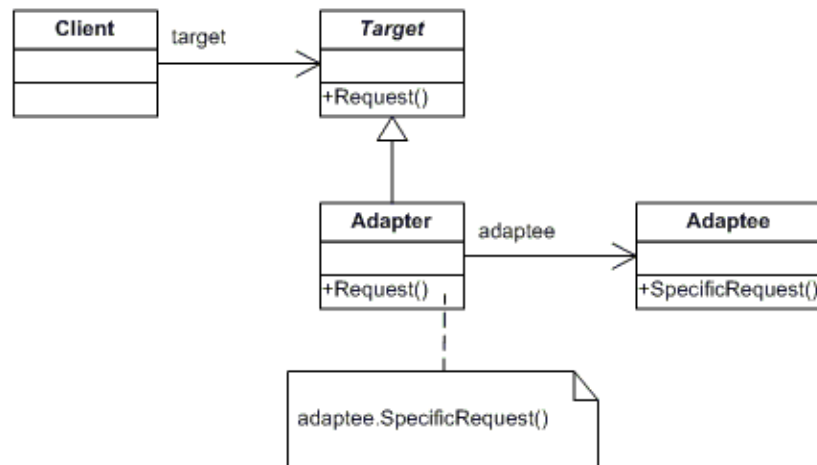 Client
target
Target
+Request()
Adapter
adaptee
Adaptee
+Request()
+SpecificRequest()
adaptee.SpecificRequest()